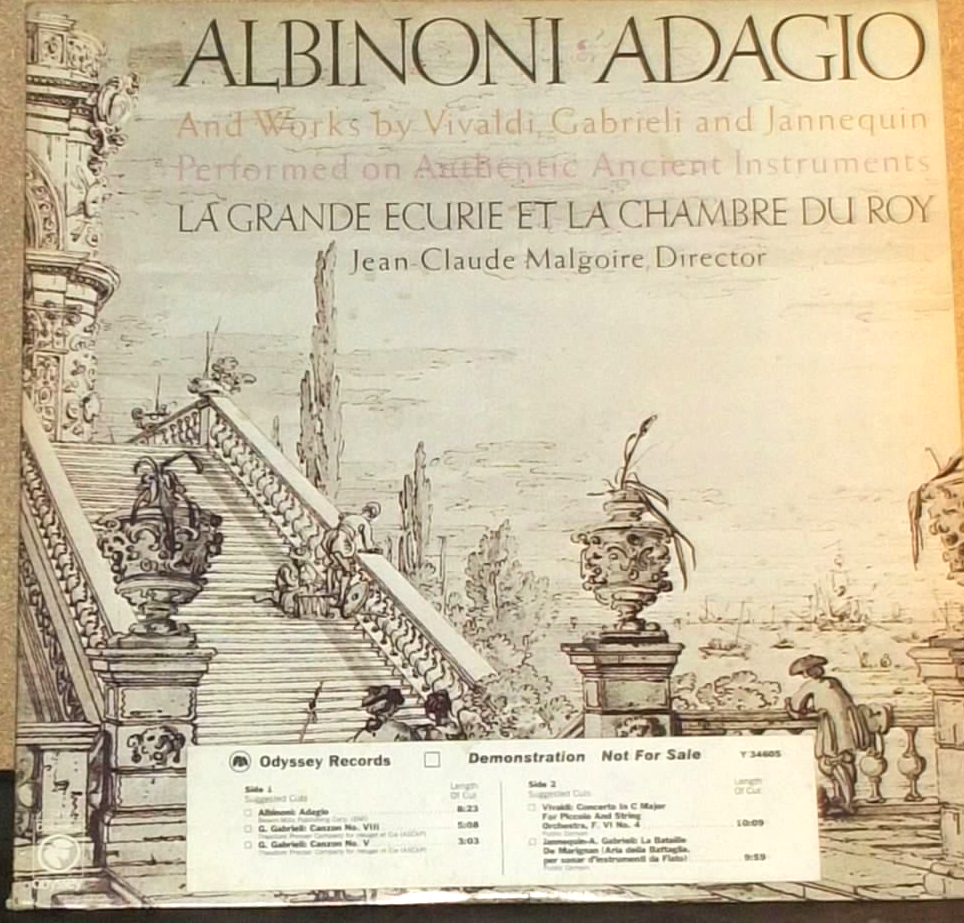 ALBINONI ADAGIO
And Works by Vivaldi, Gabrieli and Jannequin
Performed on Authentic Ancient Instruments
LA GRANDE ECURIE ET LA CHAMBRE DU ROY
Jean-Claude Malgoire, Director
Odyssey Records Demonstration Not For Sale Y 34605
Side 1
Suggested Cuts
Length
Of Cut
Albinoni: Adagio 8:23
G. Gabrieli: Canzon No. VIII 5:08
G. Gabrieli: Canzon No. V 3:03
Side 2
Suggested Cuts
Length
Of Cut
Vivaldi: Concerto in C Major
For Piccolo And String
Orchestra, F. VI No. 4 10:09
Public Domain
Jannequin-A. Gabrieli: La Bataille
De Marignan (Aria della Battaglia,
per sonar d'instrumenti da Fiato) 9:59
Public Domain
Odyssey